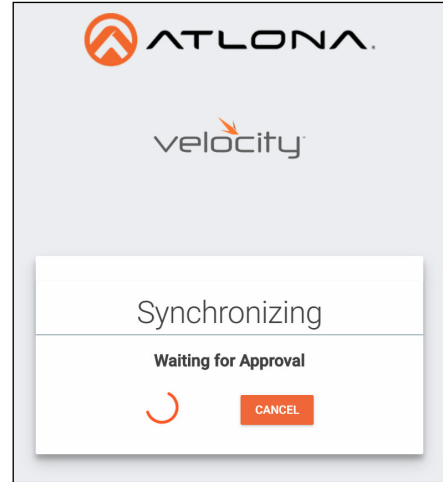 ATLONA.
velocity
Synchronizing
Waiting for Approval
CANCEL